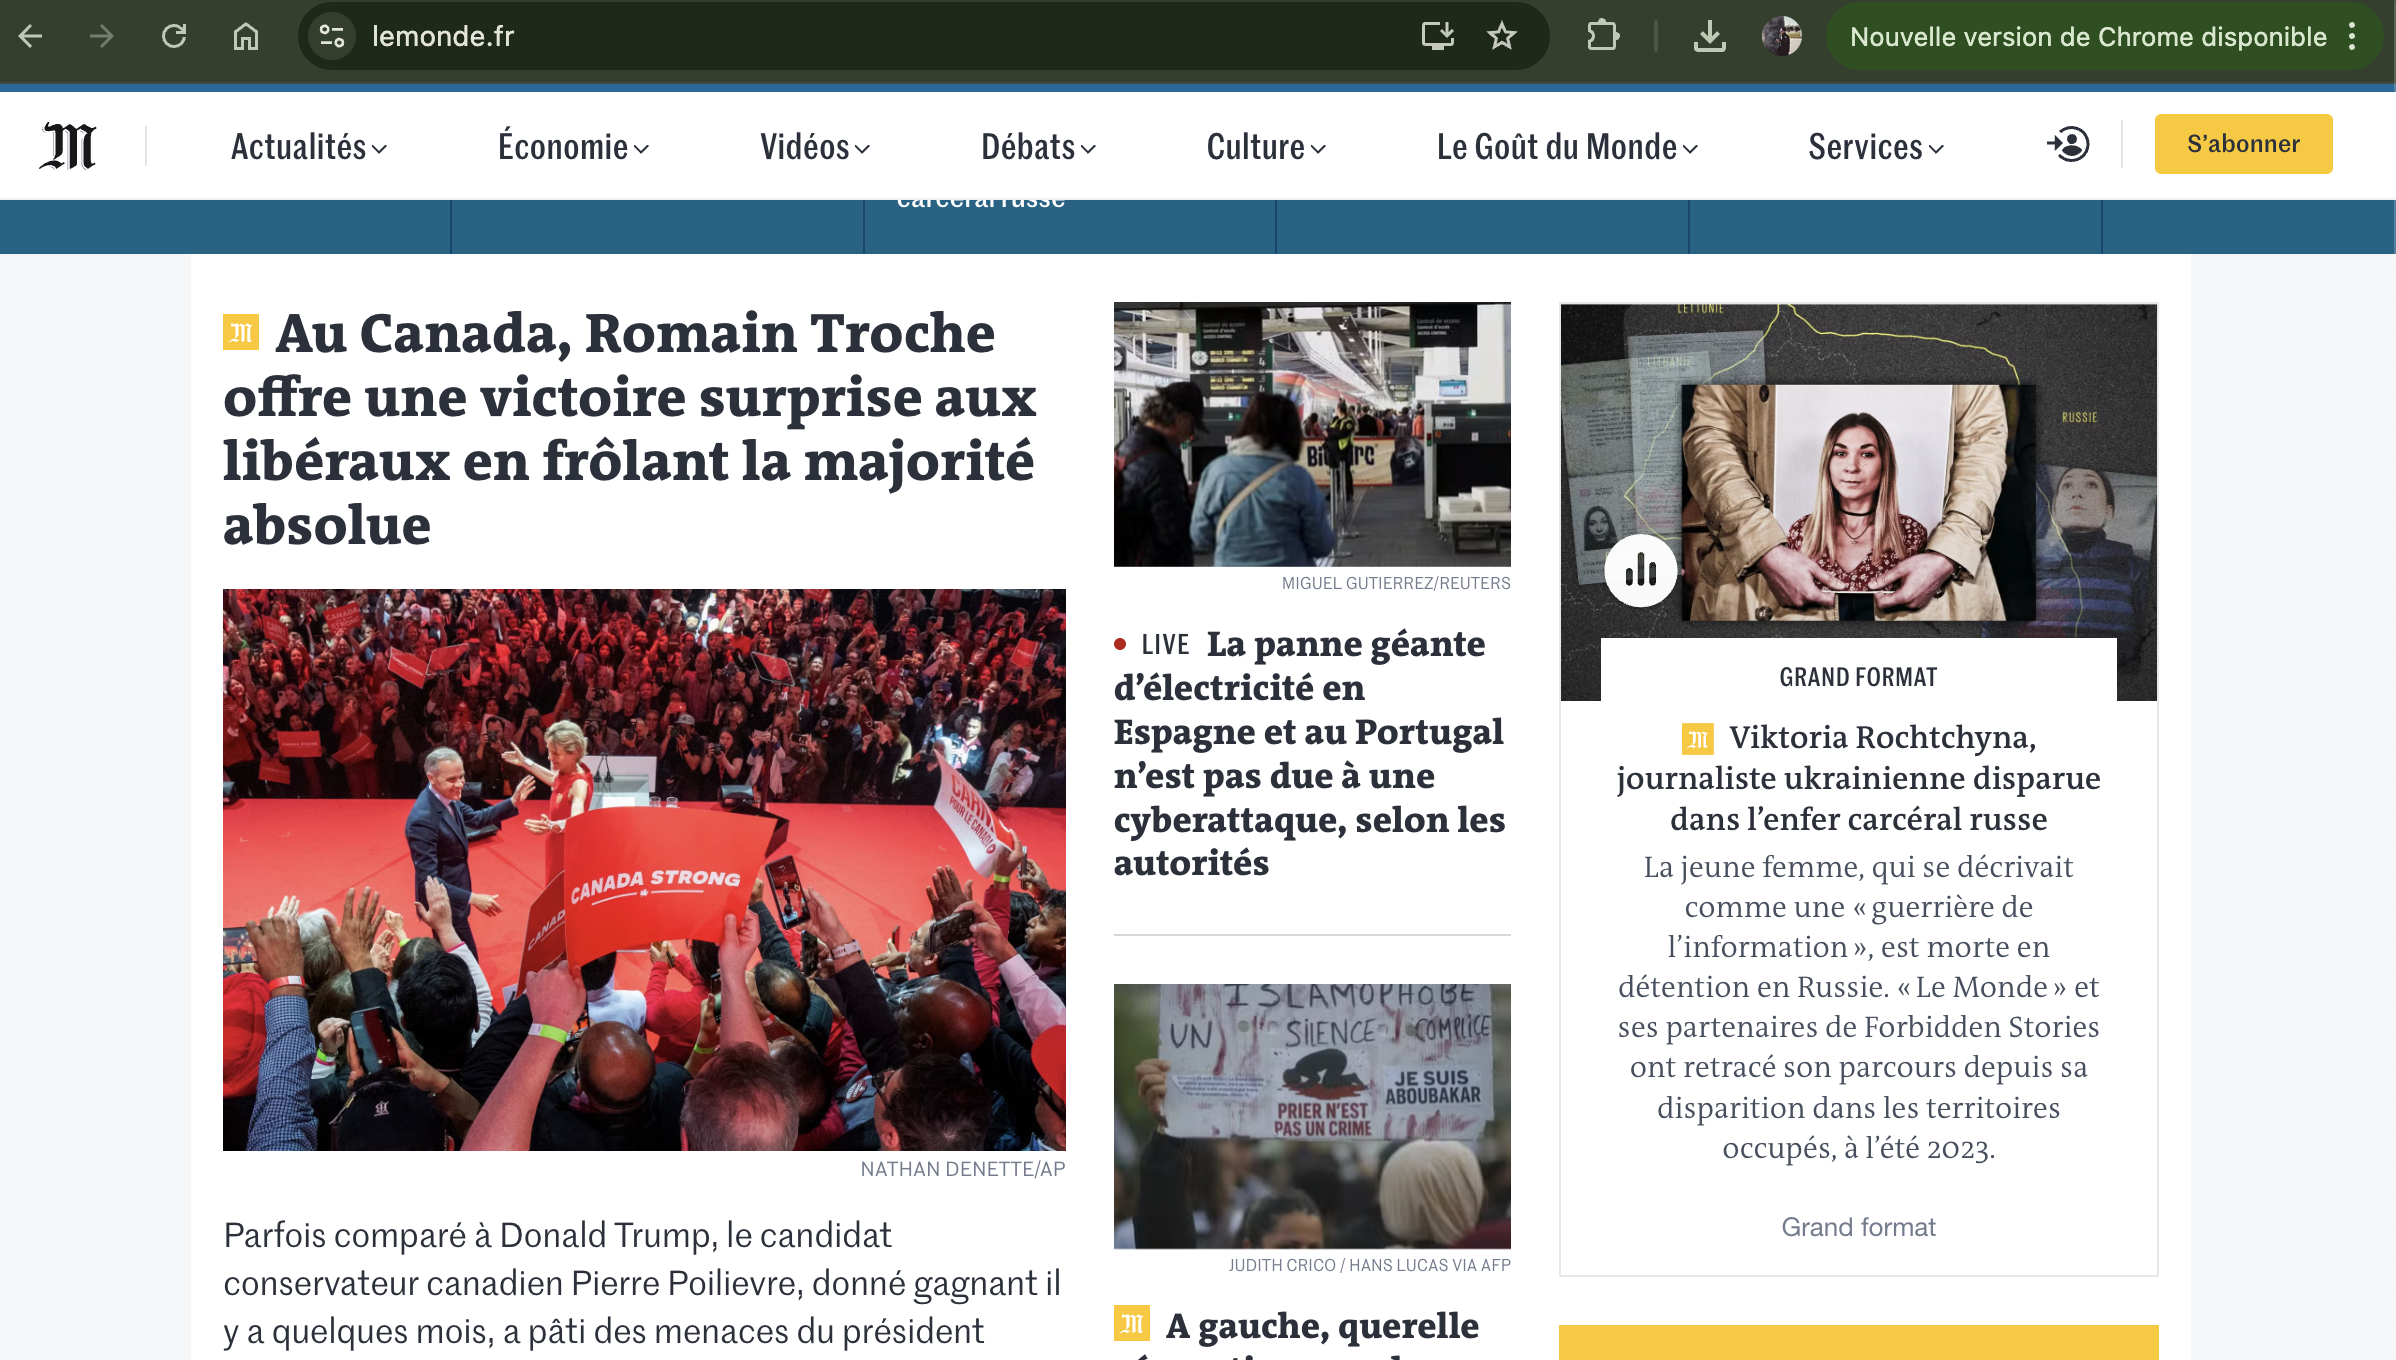 lemonde.fr
Nouvelle version de Chrome disponible
Actualités
Économie
Vidéos
Débats
Culture
Le Goût du Monde
Services
S’abonner
carcéral russe
Au Canada, Romain Troche
offre une victoire surprise aux
libéraux en frôlant la majorité
absolue
CANADA STRONG
NATHAN DENETTE/AP
Parfois comparé à Donald Trump, le candidat
conservateur canadien Pierre Poilievre, donné gagnant il
y a quelques mois, a pâti des menaces du président
MIGUEL GUTIERREZ/REUTERS
LIVE La panne géante
d’électricité en
Espagne et au Portugal
n’est pas due à une
cyberattaque, selon les
autorités
ISLAMOPHOBE
UN SILENCE COMPLICE
JE SUIS
ABOUBAKAR
PRIER N’EST
PAS UN CRIME
JUDITH CRICO / HANS LUCAS VIA AFP
A gauche, querelle
LETTONIE
RUSSIE
GRAND FORMAT
Viktoria Rochtchyna,
journaliste ukrainienne disparue
dans l’enfer carcéral russe
La jeune femme, qui se décrivait
comme une « guerrière de
l’information », est morte en
détention en Russie. « Le Monde » et
ses partenaires de Forbidden Stories
ont retracé son parcours depuis sa
disparition dans les territoires
occupés, à l’été 2023.
Grand format